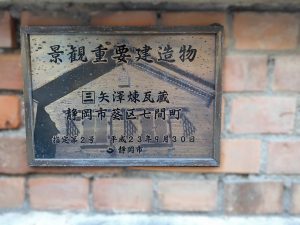 景観重要建造物
三矢澤煉瓦蔵
静岡市葵区七間町
指定第2号 平成23年9月30日
静岡市